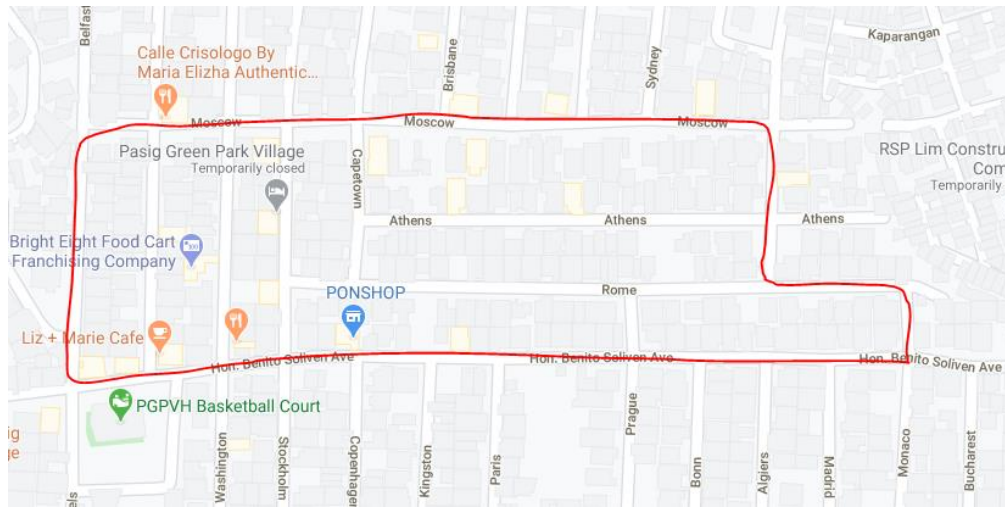 Belfast
Calle Crisologo By
Maria Elizha Authentic...
Brisbane
Sydney
Kaparangan
Moscow
Moscow
Moscow
Pasig Green Park Village
Temporarily closed
Capetown
RSP Lim Constru
Com
Temporarily
Athens
Athens
Athens
Bright Eight Food Cart
Franchising Company
Rome
PONSHOP
Liz + Marie Cafe
Hon. Benito Soliven Ave
Hon. Benito Soliven Ave
Hon. Benito Soliven Ave
PGPVH Basketball Court
ig
ge
els
Washington
Stockholm
Copenhagen
Kingston
Paris
Prague
Bonn
Algiers
Madrid
Monaco
Bucharest